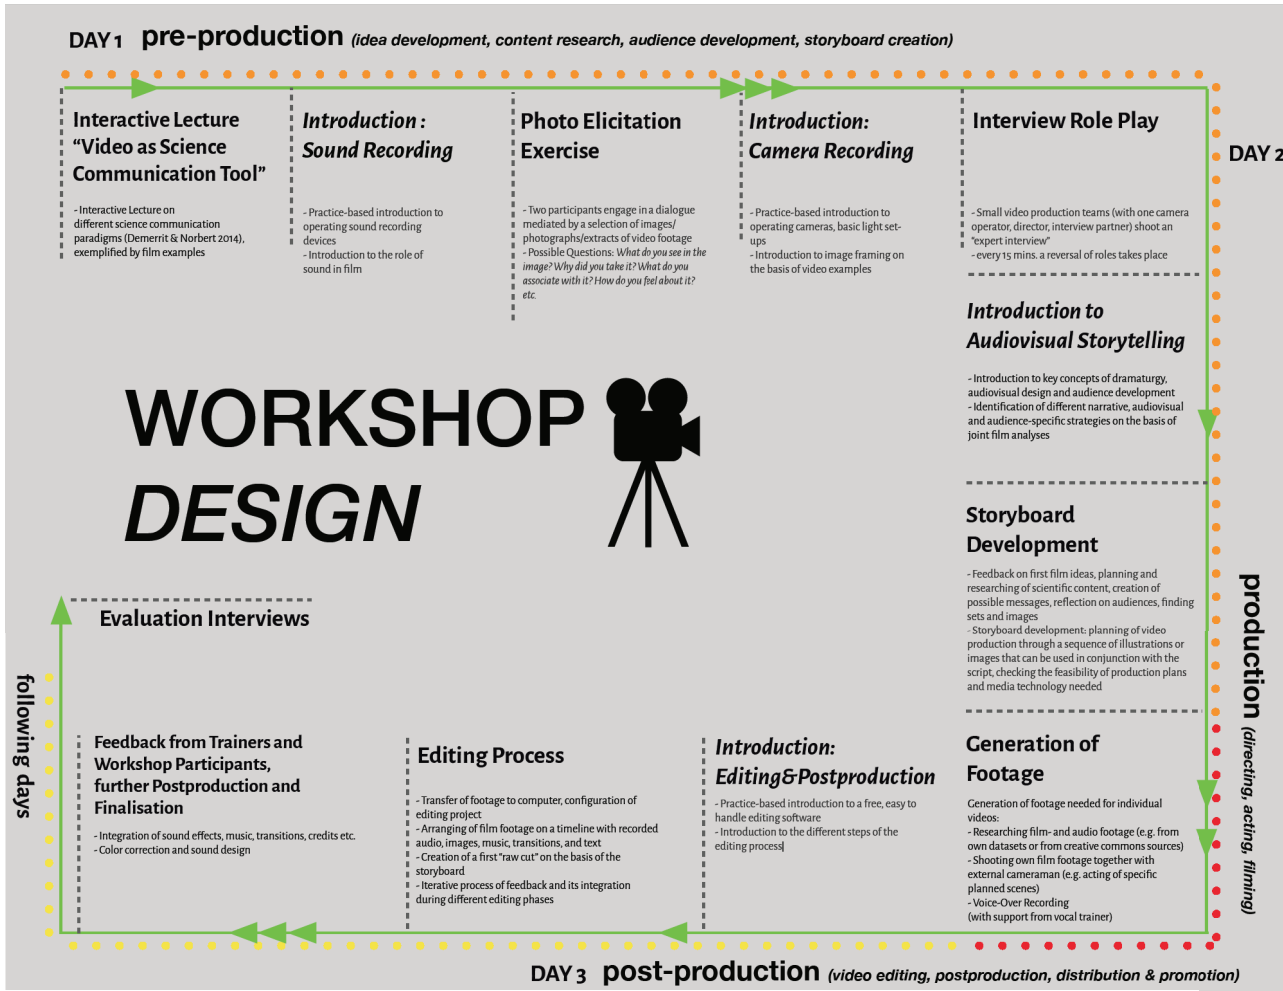 DAY 1 pre-production (idea development, content research, audience development, storyboard creation)
Interactive Lecture
“Video as Science
Communication Tool”
- Interactive Lecture on
different science communication
paradigms (Demerrit & Norbert 2014),
exemplified by film examples
Introduction :
Sound Recording
- Practice-based introduction to
operating sound recording
devices
- Introduction to the role of
sound in film
Photo Elicitation
Exercise
- Two participants engage in a dialogue
mediated by a selection of images/
photographs/extracts of video footage
- Possible Questions: What do you see in the
image? Why did you take it? What do you
associate with it? How do you feel about it?
etc.
Introduction:
Camera Recording
- Practice-based introduction to
operating cameras, basic light set-
ups
- Introduction to image framing on
the basis of video examples
Interview Role Play
- Small video production teams (with one camera
operator, director, interview partner) shoot an
"expert interview"
- every 15 mins. a reversal of roles takes place
DAY 2
Introduction to
Audiovisual Storytelling
- Introduction to key concepts of dramaturgy,
audiovisual design and audience development
- Identification of different narrative, audiovisual
and audience-specific strategies on the basis of
joint film analyses
WORKSHOP
DESIGN
Storyboard
Development
- Feedback on first film ideas, planning and
researching of scientific content, creation of
possible messages, reflection on audiences, finding
sets and images
- Storyboard development: planning of video
production through a sequence of illustrations or
images that can be used in conjunction with the
script, checking the feasibility of production plans
and media technology needed
production (directing, acting, filming)
Generation of
Footage
Generation of footage needed for individual
videos:
- Researching film- and audio footage (e.g. from
own datasets or from creative commons sources)
- Shooting own film footage together with
external cameraman (e.g. acting of specific
planned scenes)
- Voice-Over Recording
(with support from vocal trainer)
Introduction:
Editing&Postproduction
- Practice-based introduction to a free, easy to
handle editing software
- Introduction to the different steps of the
editing process
Editing Process
- Transfer of footage to computer, configuration of
editing project
- Arranging of film footage on a timeline with recorded
audio, images, music, transitions, and text
- Creation of a first "raw cut" on the basis of the
storyboard
- Iterative process of feedback and its integration
during different editing phases
Feedback from Trainers and
Workshop Participants,
further Postproduction and
Finalisation
- Integration of sound effects, music, transitions, credits etc.
- Color correction and sound design
Evaluation Interviews
following days
DAY 3 post-production (video editing, postproduction, distribution & promotion)